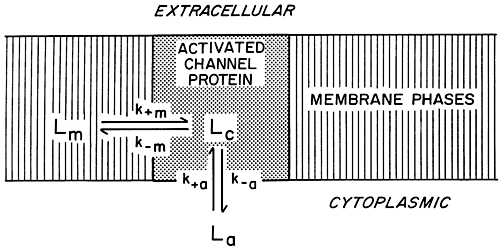 EXTRACELLULAR
ACTIVATED
CHANNEL
PROTEIN
MEMBRANE PHASES
k+m
Lm
Lc
k-m
k+a
k-a
CYTOPLASMIC
La